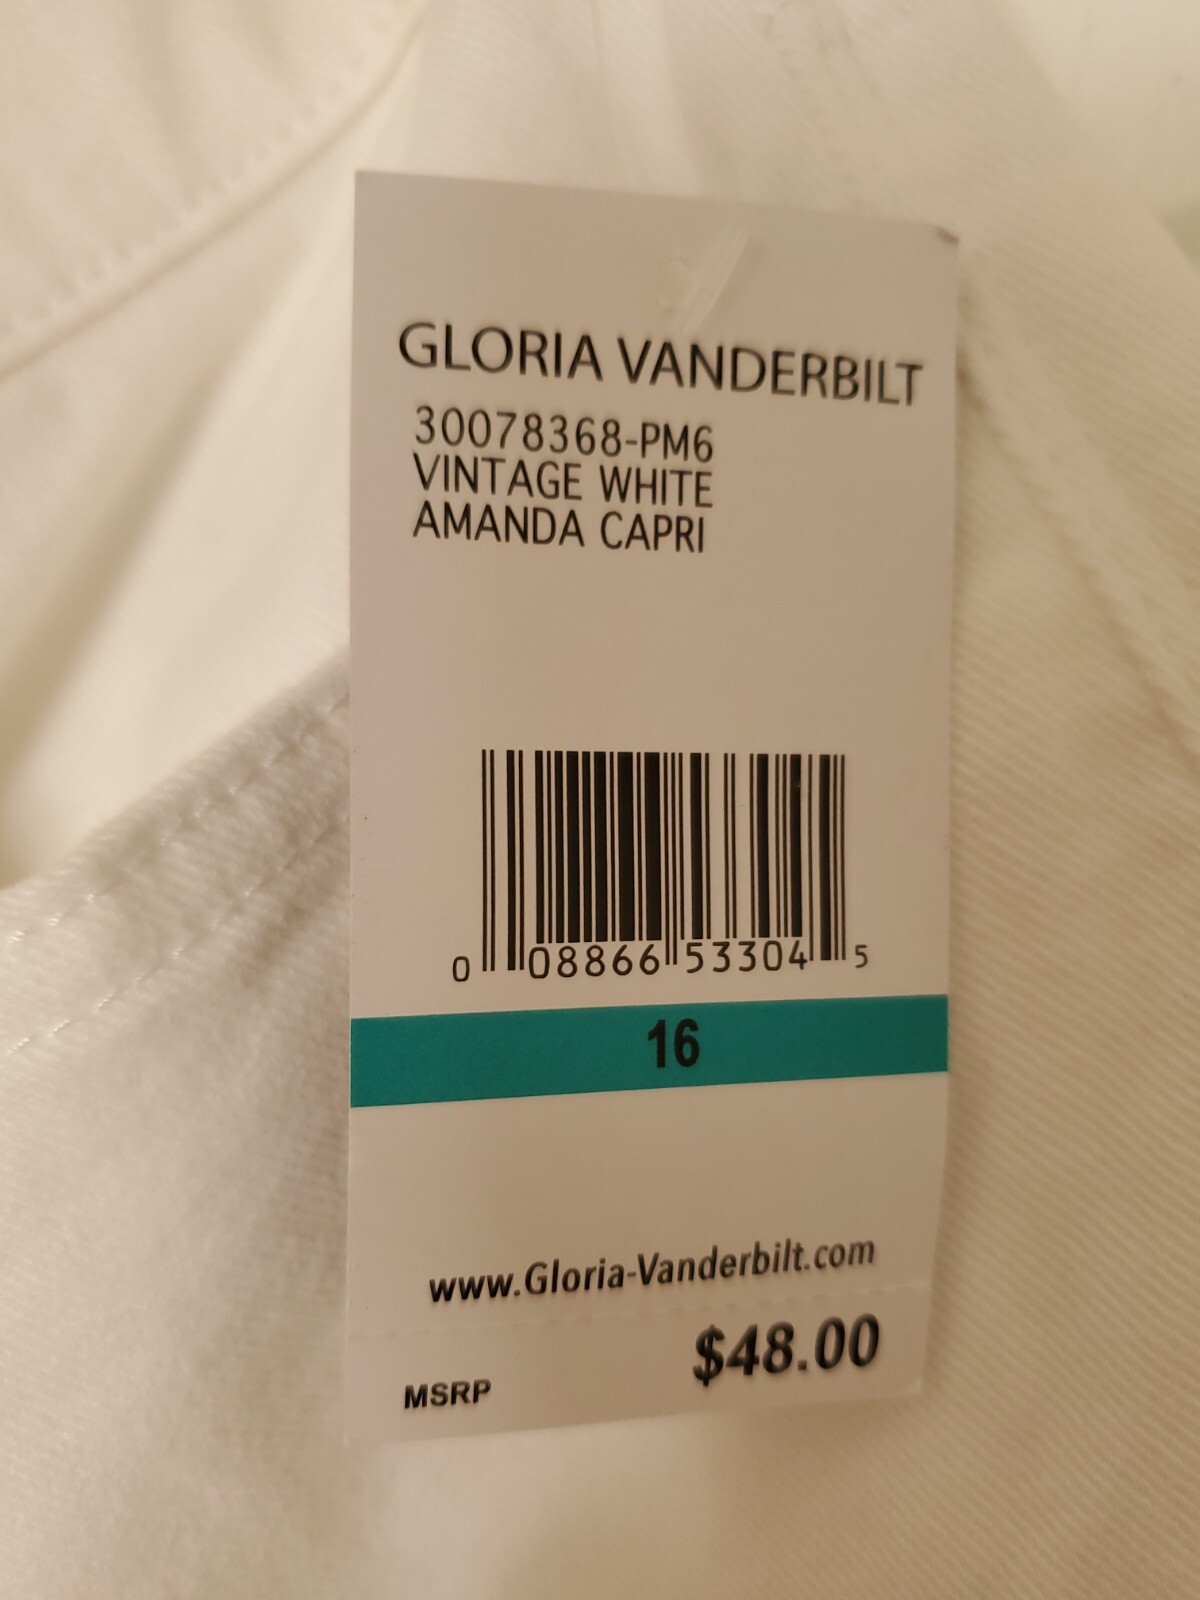 GLORIA VANDERBILT
30078368-PM6
VINTAGE WHITE
AMANDA CAPRI
0 08866 53304 5
16
www.Gloria-Vanderbilt.com
$48.00
MSRP